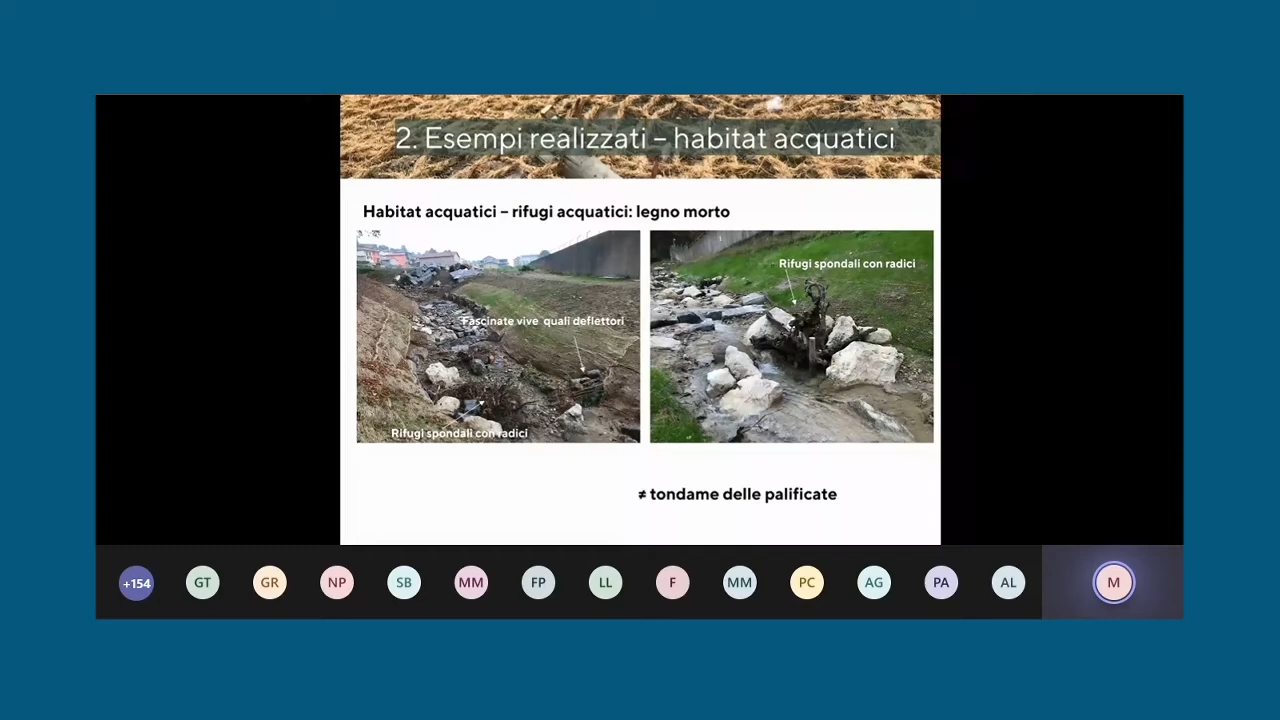 2. Esempi realizzati – habitat acquatici
Habitat acquatici – rifugi acquatici: legno morto
Fascinate vive quali deflettori
Rifugi spondali con radici
Rifugi spondali con radici
≠ tondame delle palificate
+154
GT
GR
NP
SB
MM
FP
LL
F
MM
PC
AG
PA
AL
M